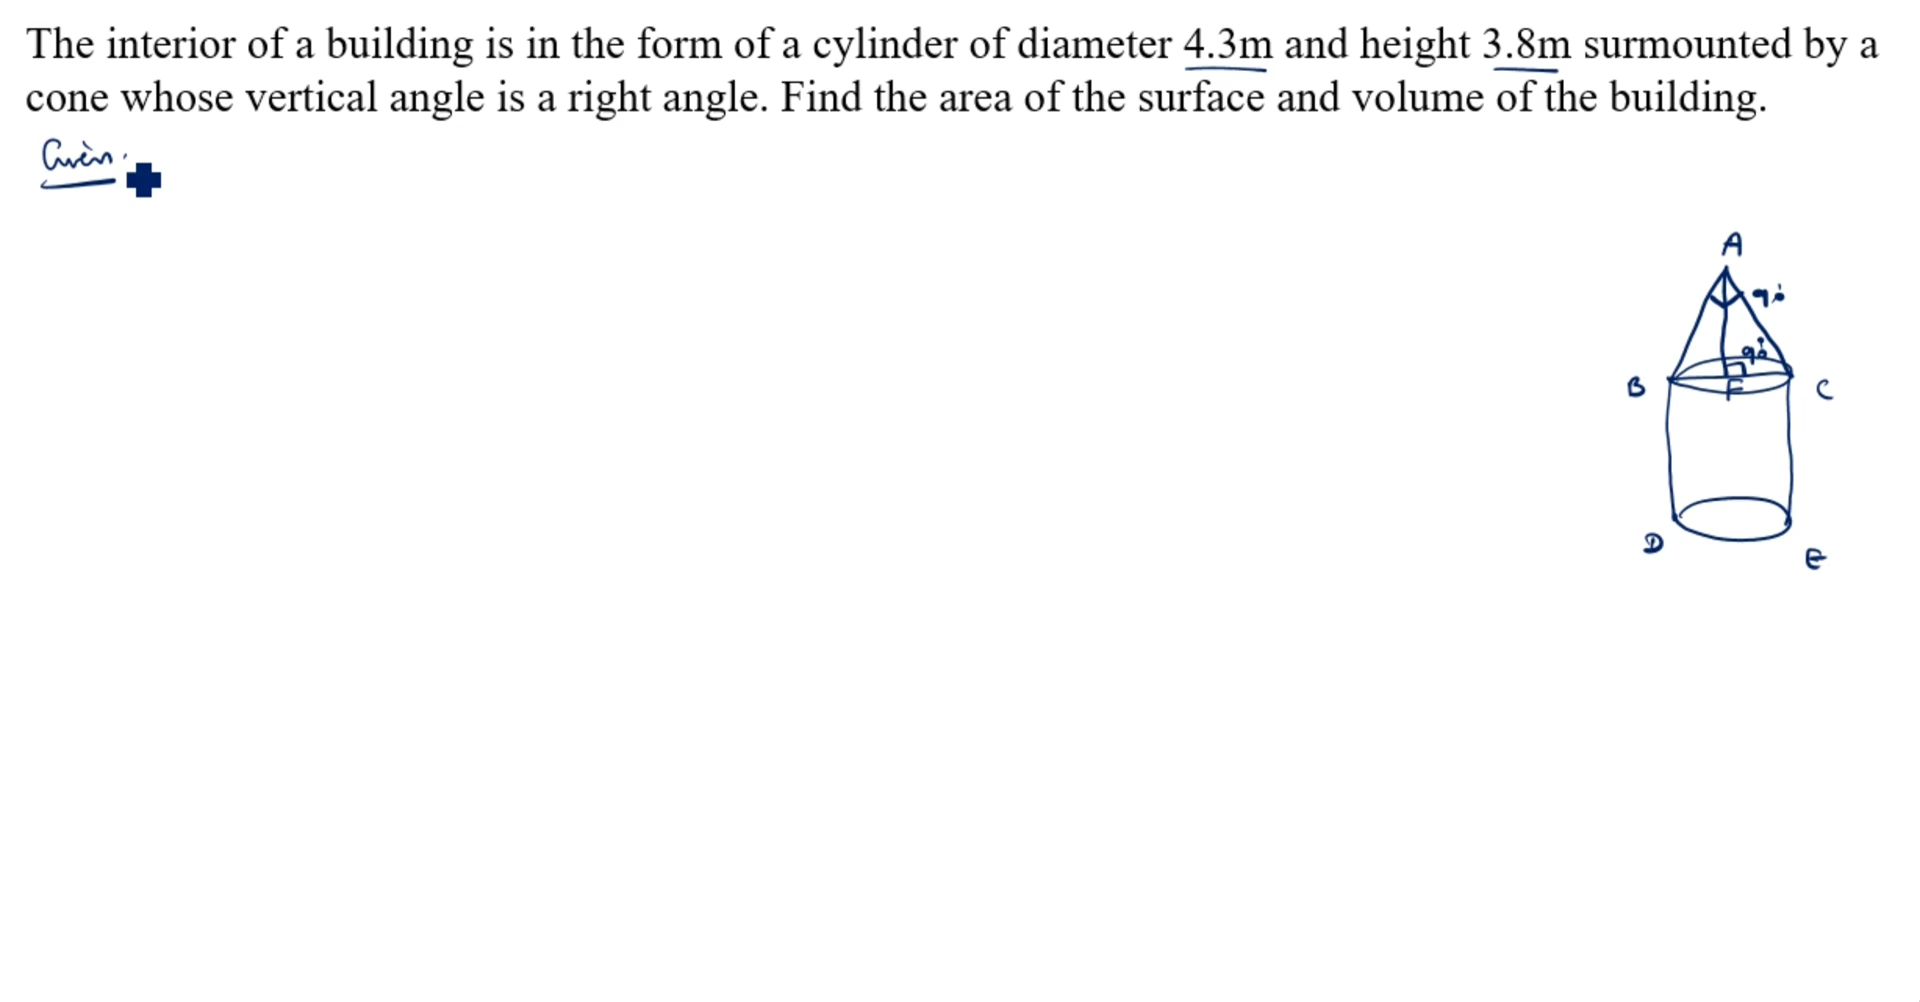 The interior of a building is in the form of a cylinder of diameter 4.3m and height 3.8m surmounted by a
cone whose vertical angle is a right angle. Find the area of the surface and volume of the building.
Given:
A
90°
90°
B
F
C
D
E